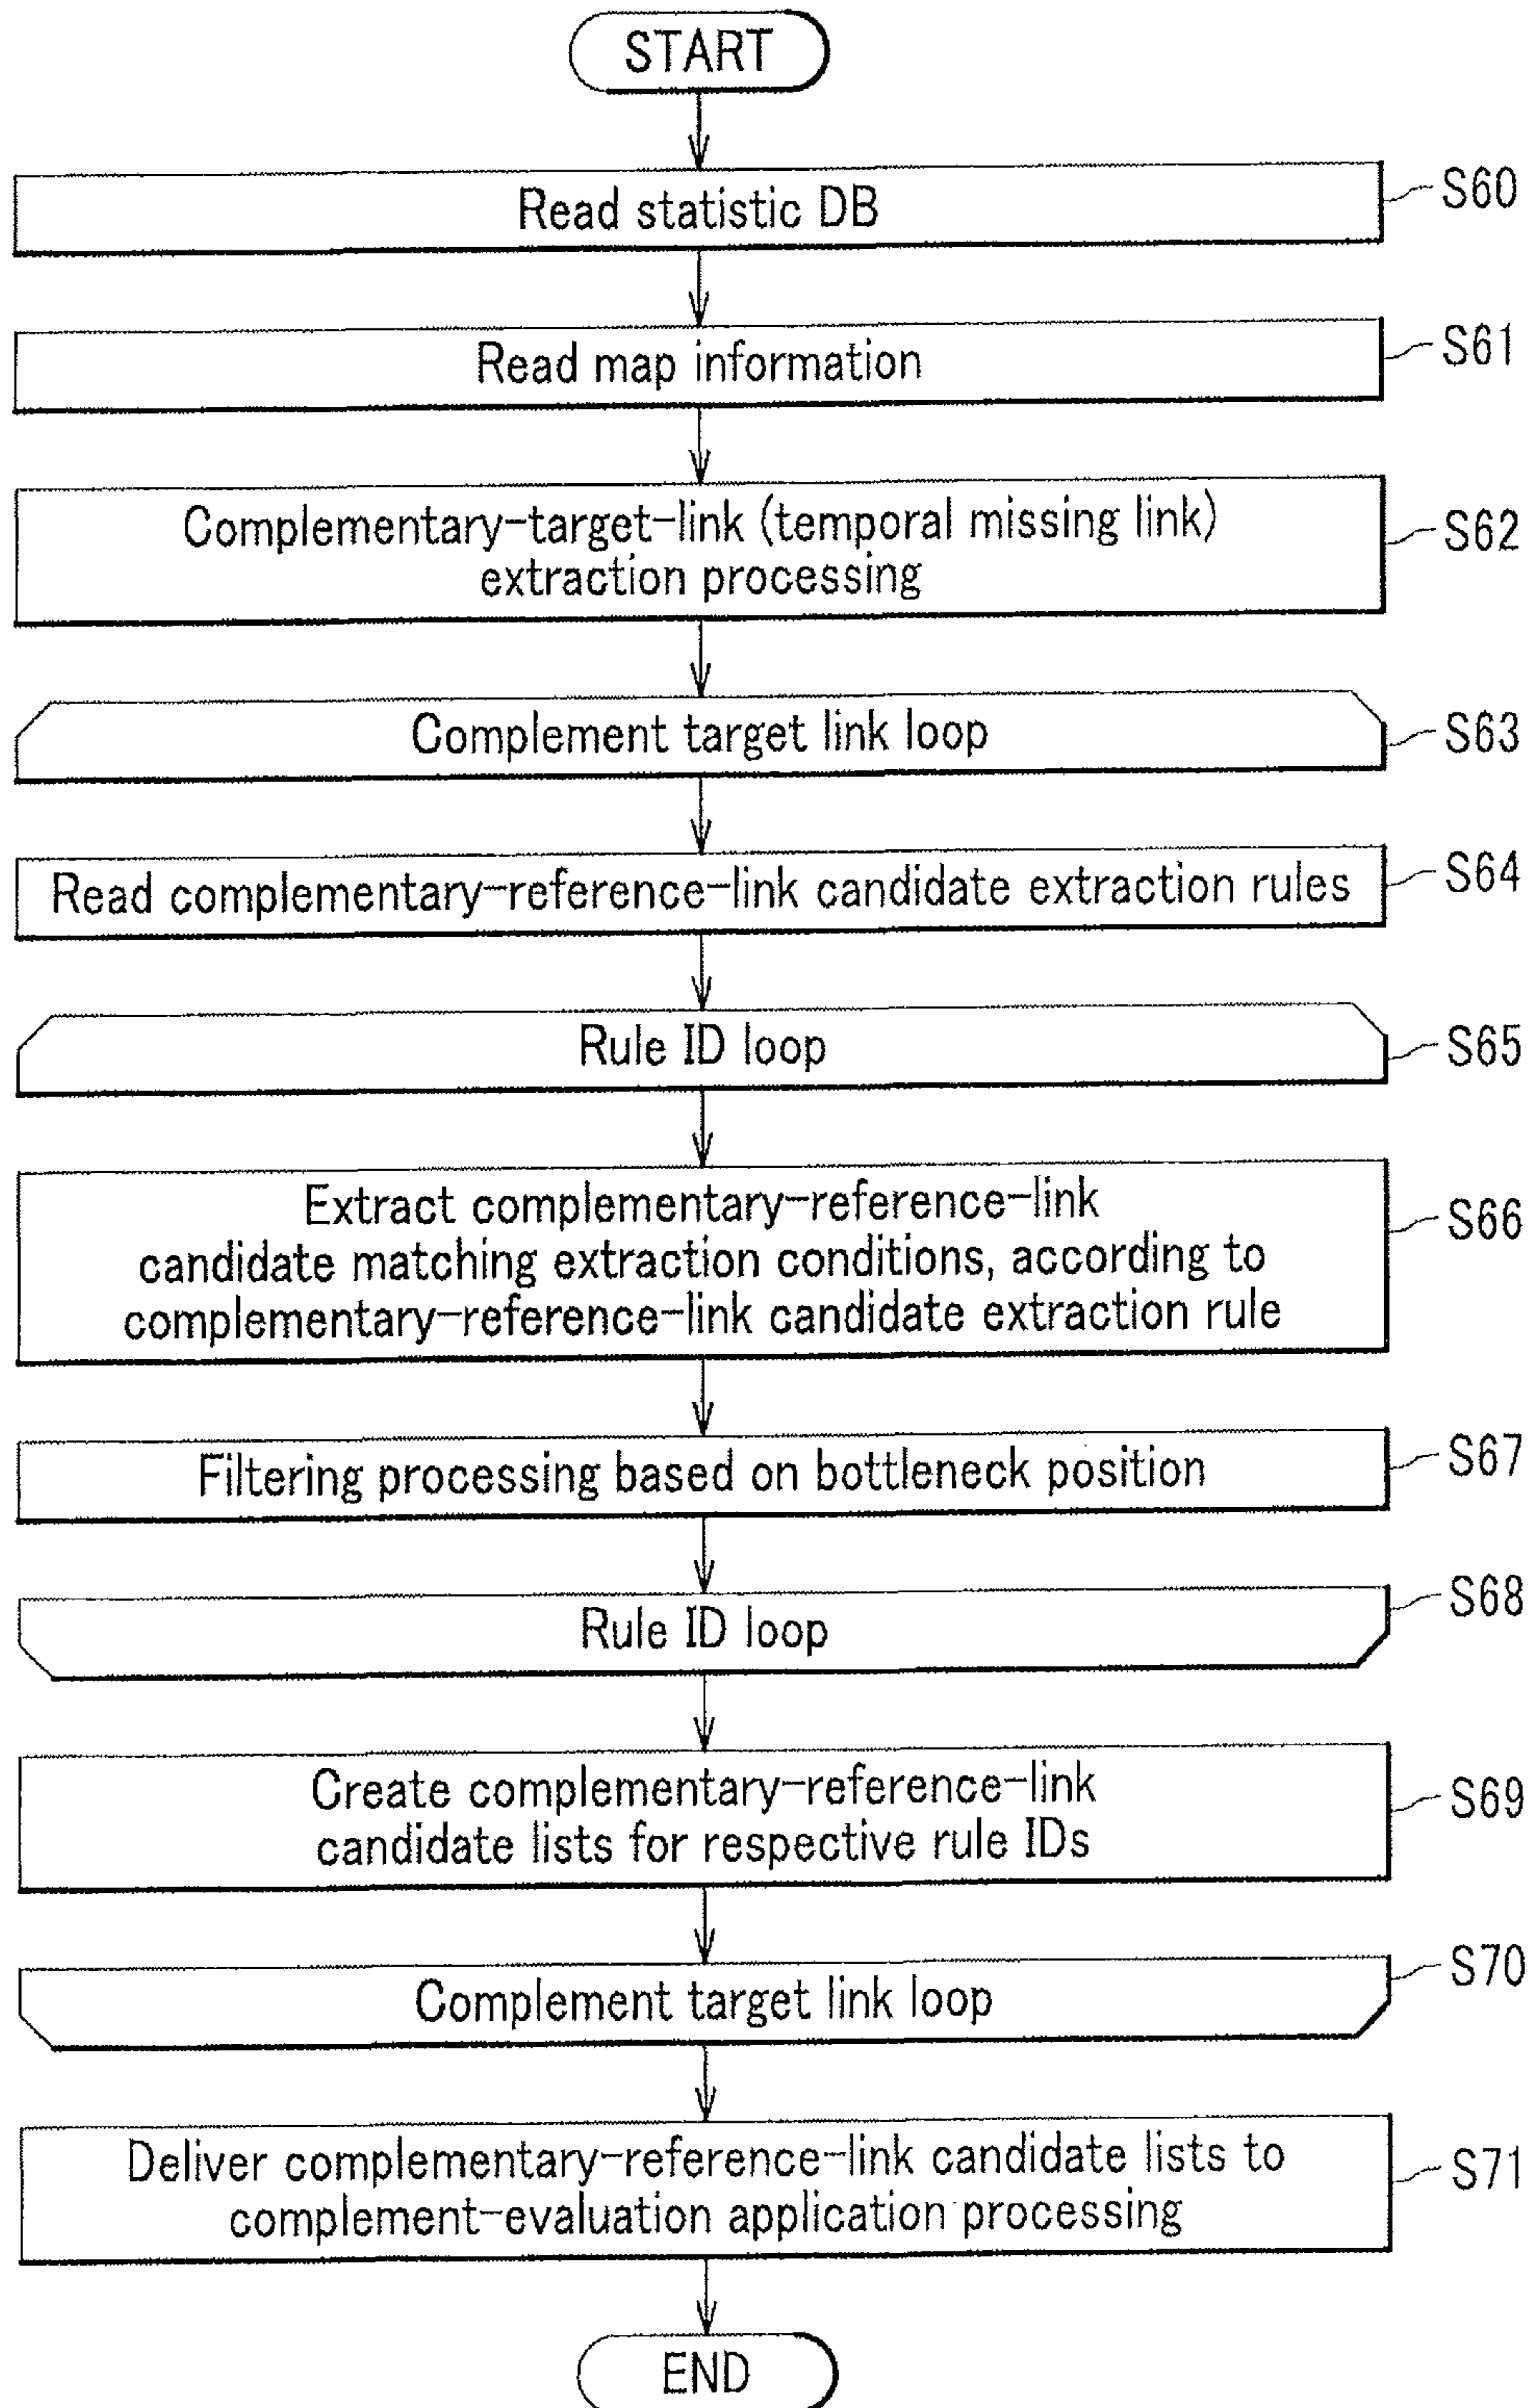 START
Read statistic DB
S60
Read map information
S61
Complementary-target-link (temporal missing link)
extraction processing
S62
Complement target link loop
S63
Read complementary-reference-link candidate extraction rules
S64
Rule ID loop
S65
Extract complementary-reference-link
candidate matching extraction conditions, according to
complementary-reference-link candidate extraction rule
S66
Filtering processing based on bottleneck position
S67
Rule ID loop
S68
Create complementary-reference-link
candidate lists for respective rule IDs
S69
Complement target link loop
S70
Deliver complementary-reference-link candidate lists to
complement-evaluation application processing
S71
END